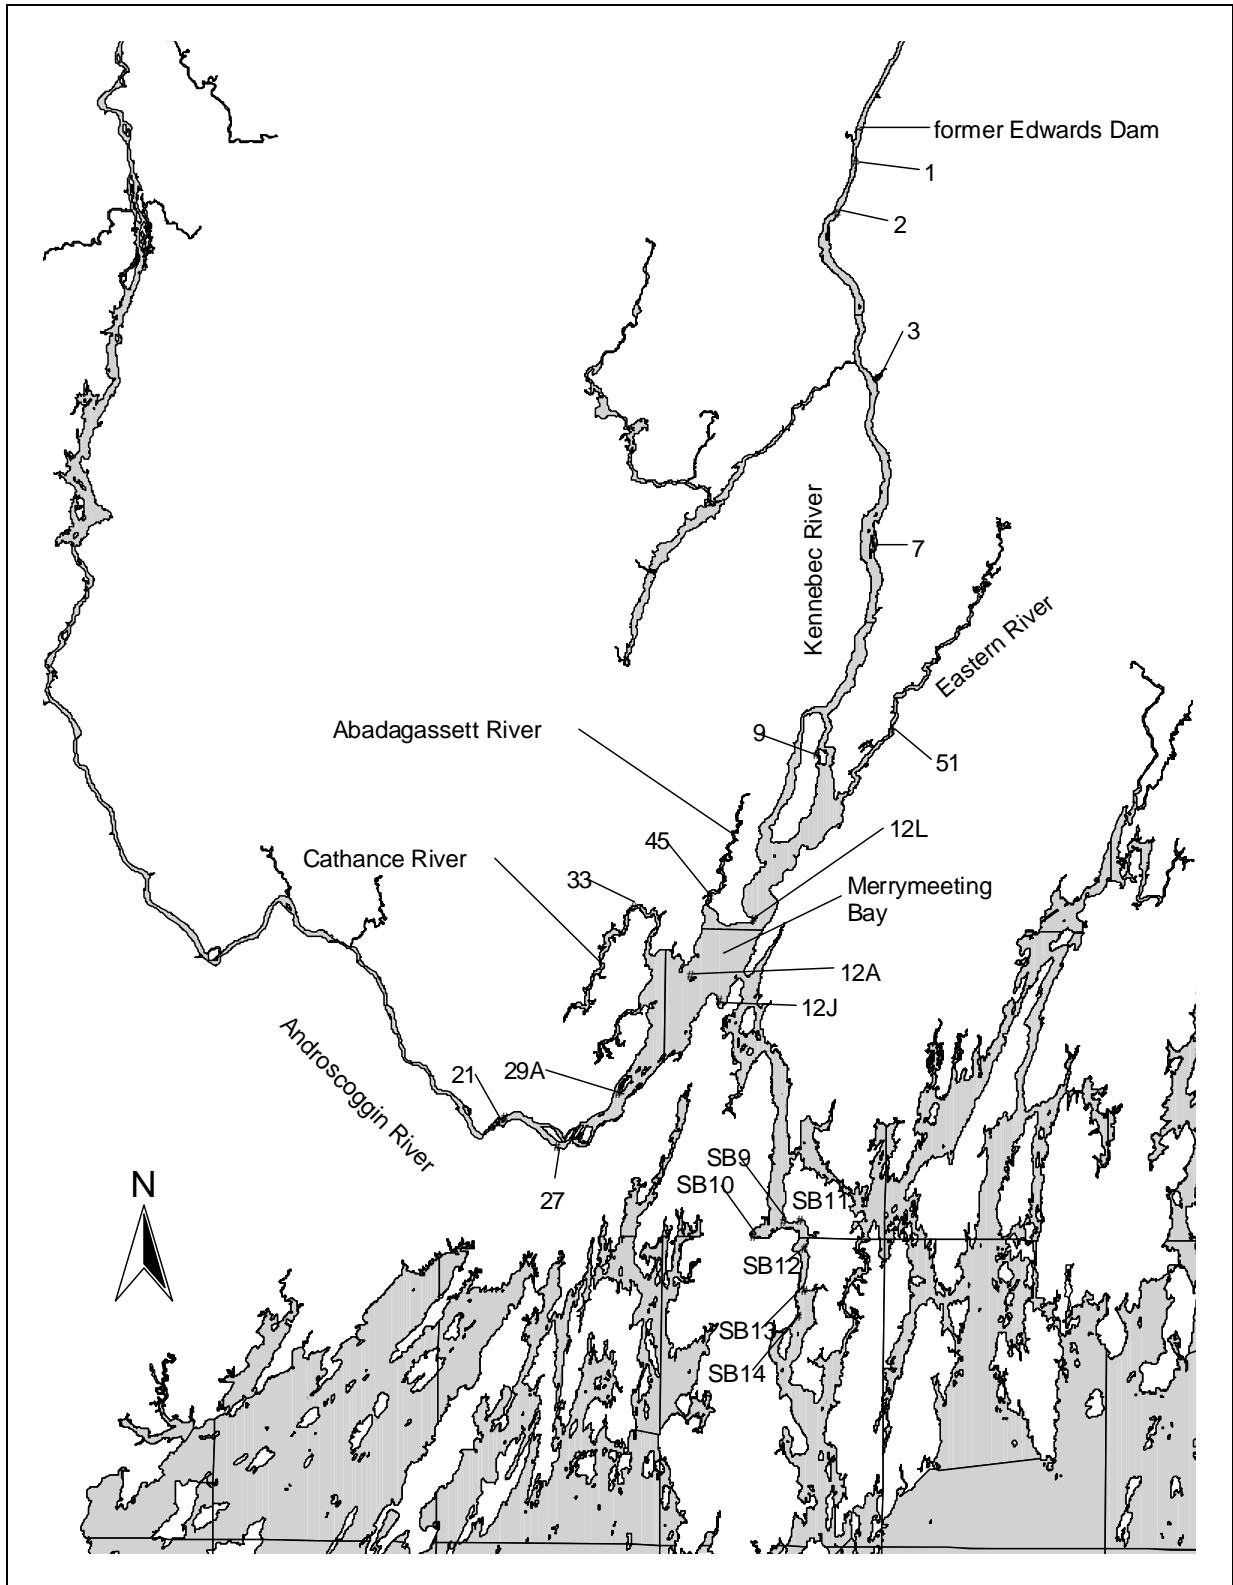 former Edwards Dam
1
2
3
Kennebec River
7
Eastern River
Abadagassett River
9
51
12L
45
Cathance River
33
Merrymeeting
Bay
12A
12J
Androscoggin River
29A
21
27
N
SB9
SB10
SB11
SB12
SB13
SB14